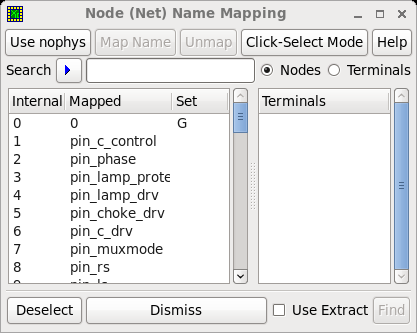 Node (Net) Name Mapping
Use nophys Map Name Unmap Click-Select Mode Help
Search Nodes Terminals
Internal Mapped Set Terminals
0 0 G
1 pin_c_control
2 pin_phase
3 pin_lamp_prote
4 pin_lamp_drv
5 pin_choke_drv
6 pin_c_drv
7 pin_muxmode
8 pin_rs
Deselect Dismiss Use Extract Find